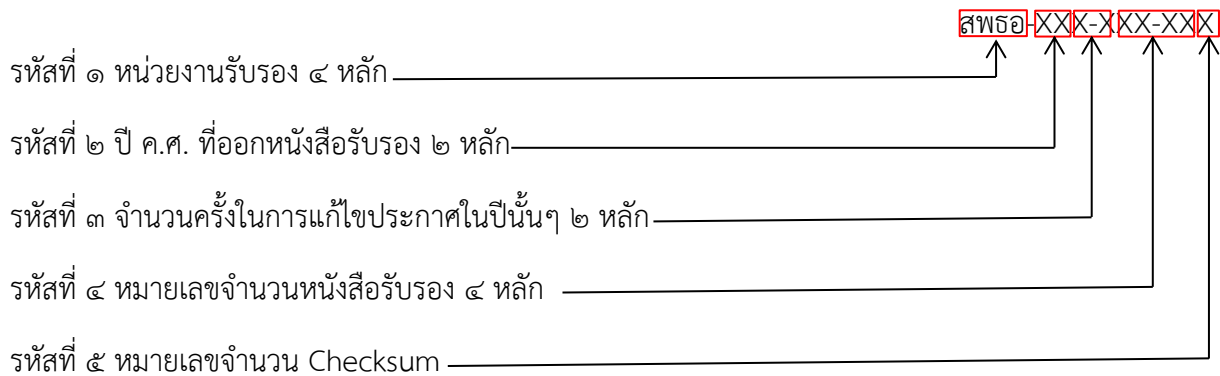 สพธอ-XXX-XXX-XXX
รหัสที่ ๑ หน่วยงานรับรอง ๔ หลัก
รหัสที่ ๒ ปี ค.ศ. ที่ออกหนังสือรับรอง ๒ หลัก
รหัสที่ ๓ จำนวนครั้งในการแก้ไขประกาศในปีนั้นๆ ๒ หลัก
รหัสที่ ๔ หมายเลขจำนวนหนังสือรับรอง ๔ หลัก
รหัสที่ ๕ หมายเลขจำนวน Checksum